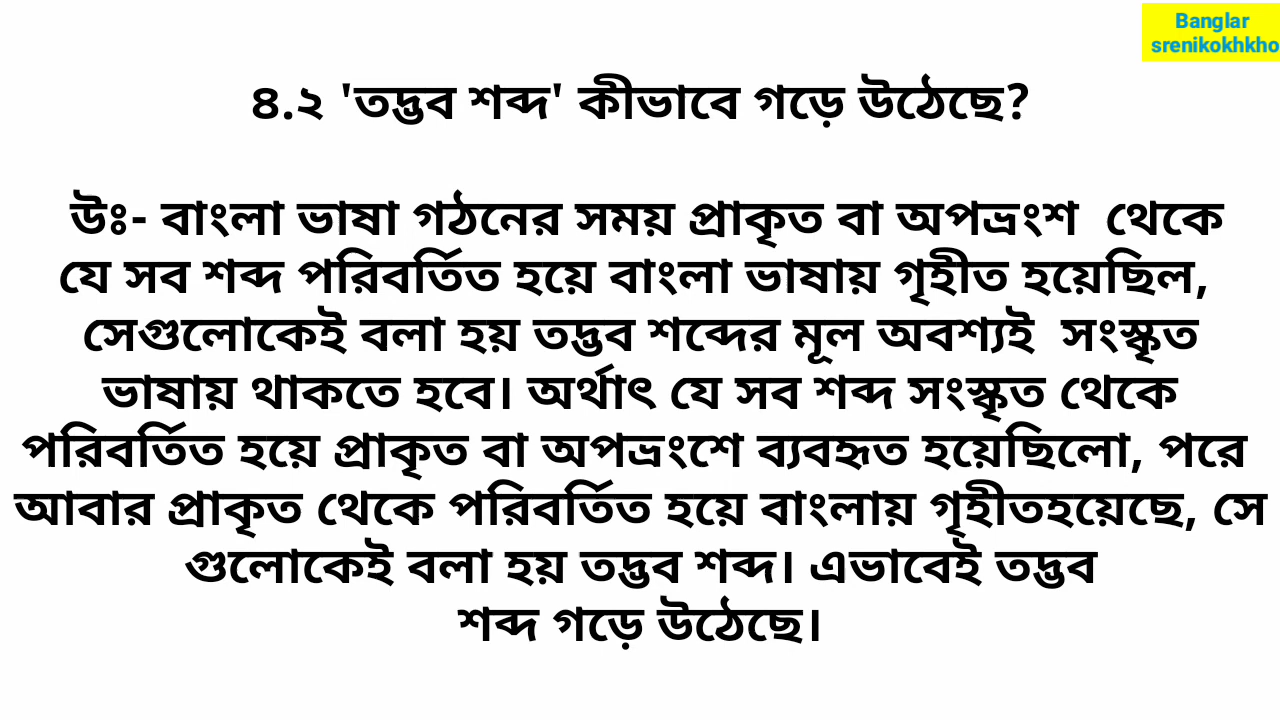 Banglar
srenikokhkho
৪.২ 'তদ্ভব শব্দ' কীভাবে গড়ে উঠেছে?
উঃ- বাংলা ভাষা গঠনের সময় প্রাকৃত বা অপভ্রংশ থেকে
যে সব শব্দ পরিবর্তিত হয়ে বাংলা ভাষায় গৃহীত হয়েছিল,
সেগুলোকেই বলা হয় তদ্ভব শব্দের মূল অবশ্যই সংস্কৃত
ভাষায় থাকতে হবে। অর্থাৎ যে সব শব্দ সংস্কৃত থেকে
পরিবর্তিত হয়ে প্রাকৃত বা অপভ্রংশে ব্যবহৃত হয়েছিলো, পরে
আবার প্রাকৃত থেকে পরিবর্তিত হয়ে বাংলায় গৃহীতহয়েছে, সে
গুলোকেই বলা হয় তদ্ভব শব্দ। এভাবেই তদ্ভব
শব্দ গড়ে উঠেছে।